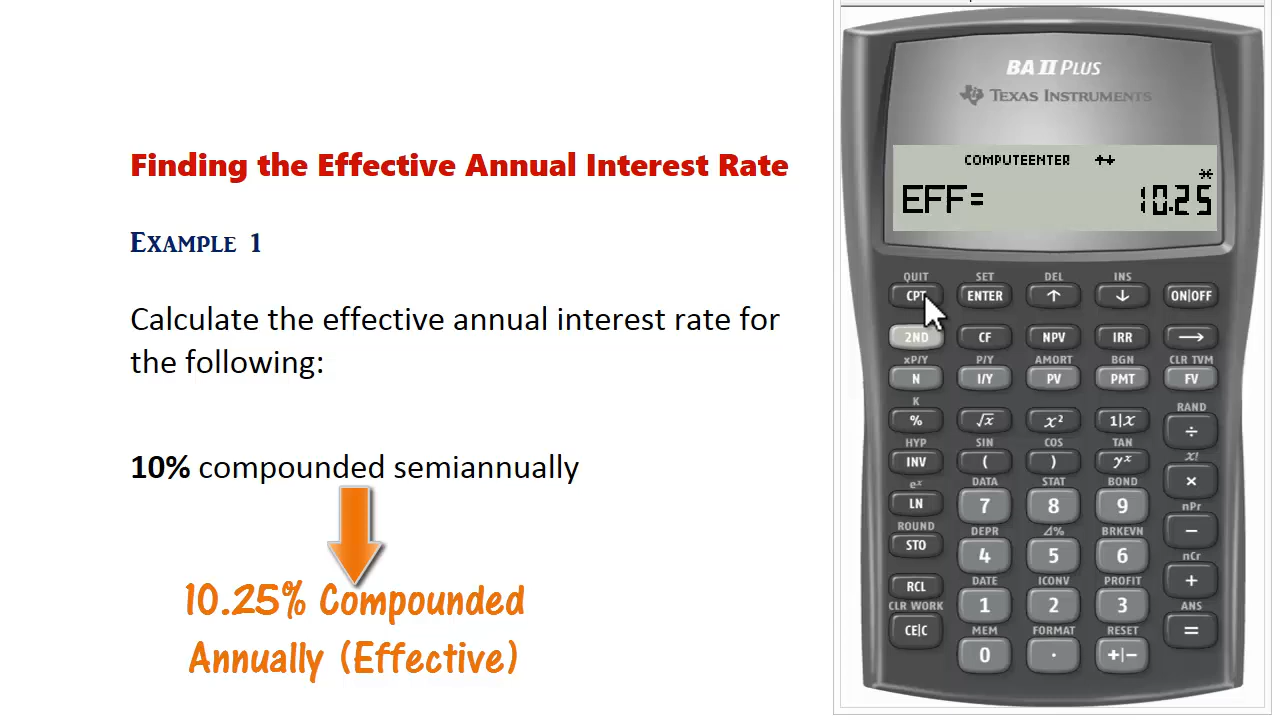 Finding the Effective Annual Interest Rate
EXAMPLE 1
Calculate the effective annual interest rate for
the following:
10% compounded semiannually
10.25% Compounded
Annually (Effective)
BA II PLUS
TEXAS INSTRUMENTS
COMPUTEENTER ↑↓
EFF= 10.25
QUIT SET DEL INS
CPT ENTER ↑ ↓ ON|OFF
2ND CF NPV IRR →
xP/Y P/Y AMORT BGN CLR TVM
N I/Y PV PMT FV
K RAND
% √x x² 1|x ÷
HYP SIN COS TAN x!
INV ( ) yˣ ×
eˣ DATA STAT BOND
LN 7 8 9
nPr
ROUND DEPR Δ% BRKEVN −
STO 4 5 6
nCr
DATE ICONV PROFIT
RCL 1 2 3 +
CLR WORK ANS
CE|C MEM FORMAT RESET =
0 . +|−